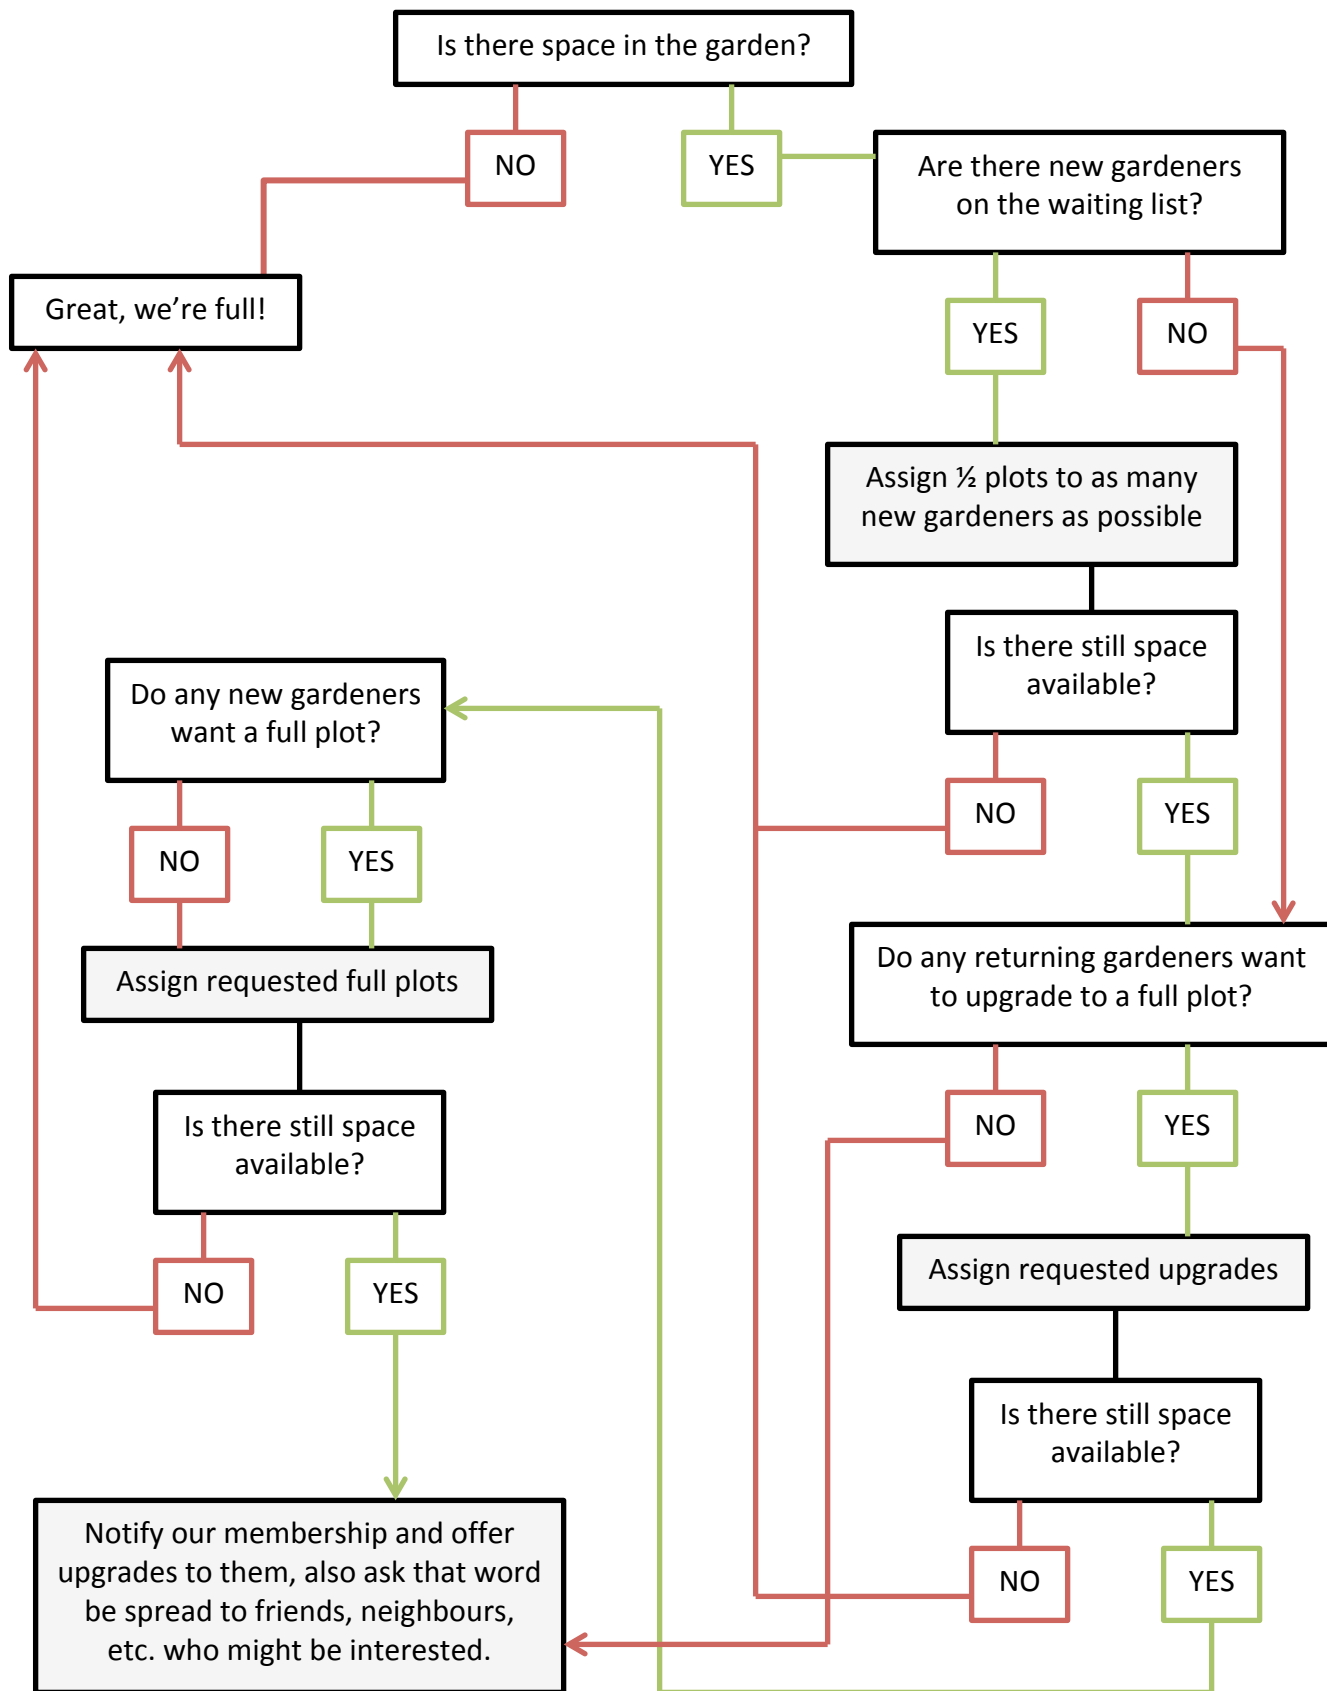 Is there space in the garden?
NO
YES
Are there new gardeners
on the waiting list?
Great, we’re full!
YES
NO
Assign ½ plots to as many
new gardeners as possible
Is there still space
available?
Do any new gardeners
want a full plot?
NO
YES
NO
YES
Do any returning gardeners want
to upgrade to a full plot?
Assign requested full plots
Is there still space
available?
NO
YES
NO
YES
Assign requested upgrades
Is there still space
available?
Notify our membership and offer
upgrades to them, also ask that word
be spread to friends, neighbours,
etc. who might be interested.
NO
YES